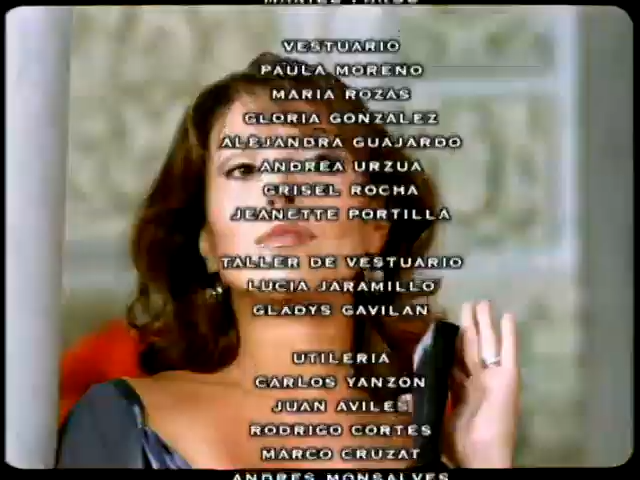 VESTUARIO
PAULA MORENO
MARIA ROZAS
GLORIA GONZALEZ
ALEJANDRA GUAJARDO
ANDREA URZUA
GRISEL ROCHA
JEANETTE PORTILLA
TALLER DE VESTUARIO
LUCIA JARAMILLO
GLADYS GAVILAN
UTILERIA
CARLOS YANZON
JUAN AVILES
RODRIGO CORTES
MARCO CRUZAT
ANDRES MONSALVES